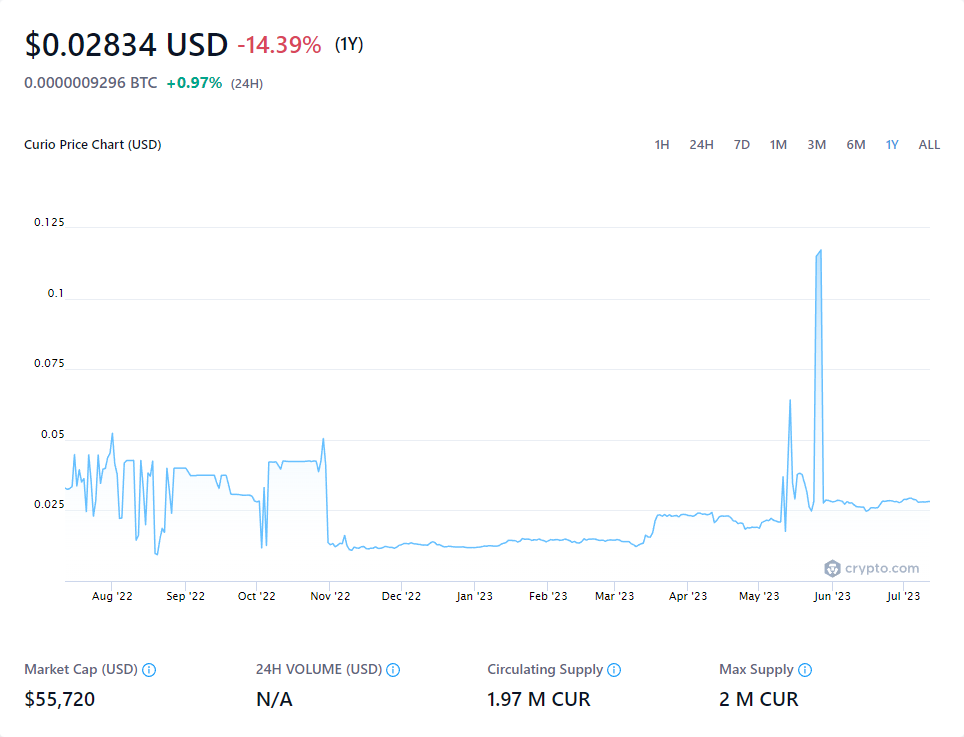 $0.02834 USD -14.39% (1Y)
0.0000009296 BTC +0.97% (24H)
Curio Price Chart (USD) 1H 24H 7D 1M 3M 6M 1Y ALL
0.125
0.1
0.075
0.05
0.025
crypto.com
Aug '22 Sep '22 Oct '22 Nov '22 Dec '22 Jan '23 Feb '23 Mar '23 Apr '23 May '23 Jun '23 Jul '23
Market Cap (USD) 24H VOLUME (USD) Circulating Supply Max Supply
$55,720 N/A 1.97 M CUR 2 M CUR